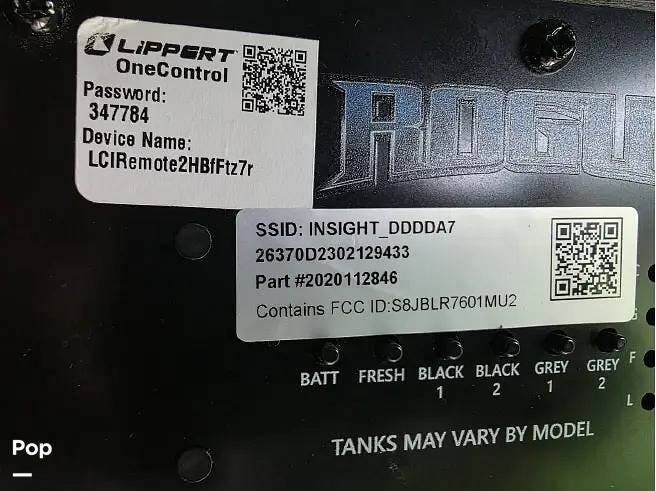 LIPPERT
OneControl
Password:
347784
Device Name:
LCIRemote2HBfFtz7r
ROGU
SSID: INSIGHT_DDDDA7
26370D2302129433
Part #2020112846
Contains FCC ID:S8JBLR7601MU2
BATT FRESH BLACK 1 BLACK 2 GREY 1 GREY 2
F
L
TANKS MAY VARY BY MODEL
Pop